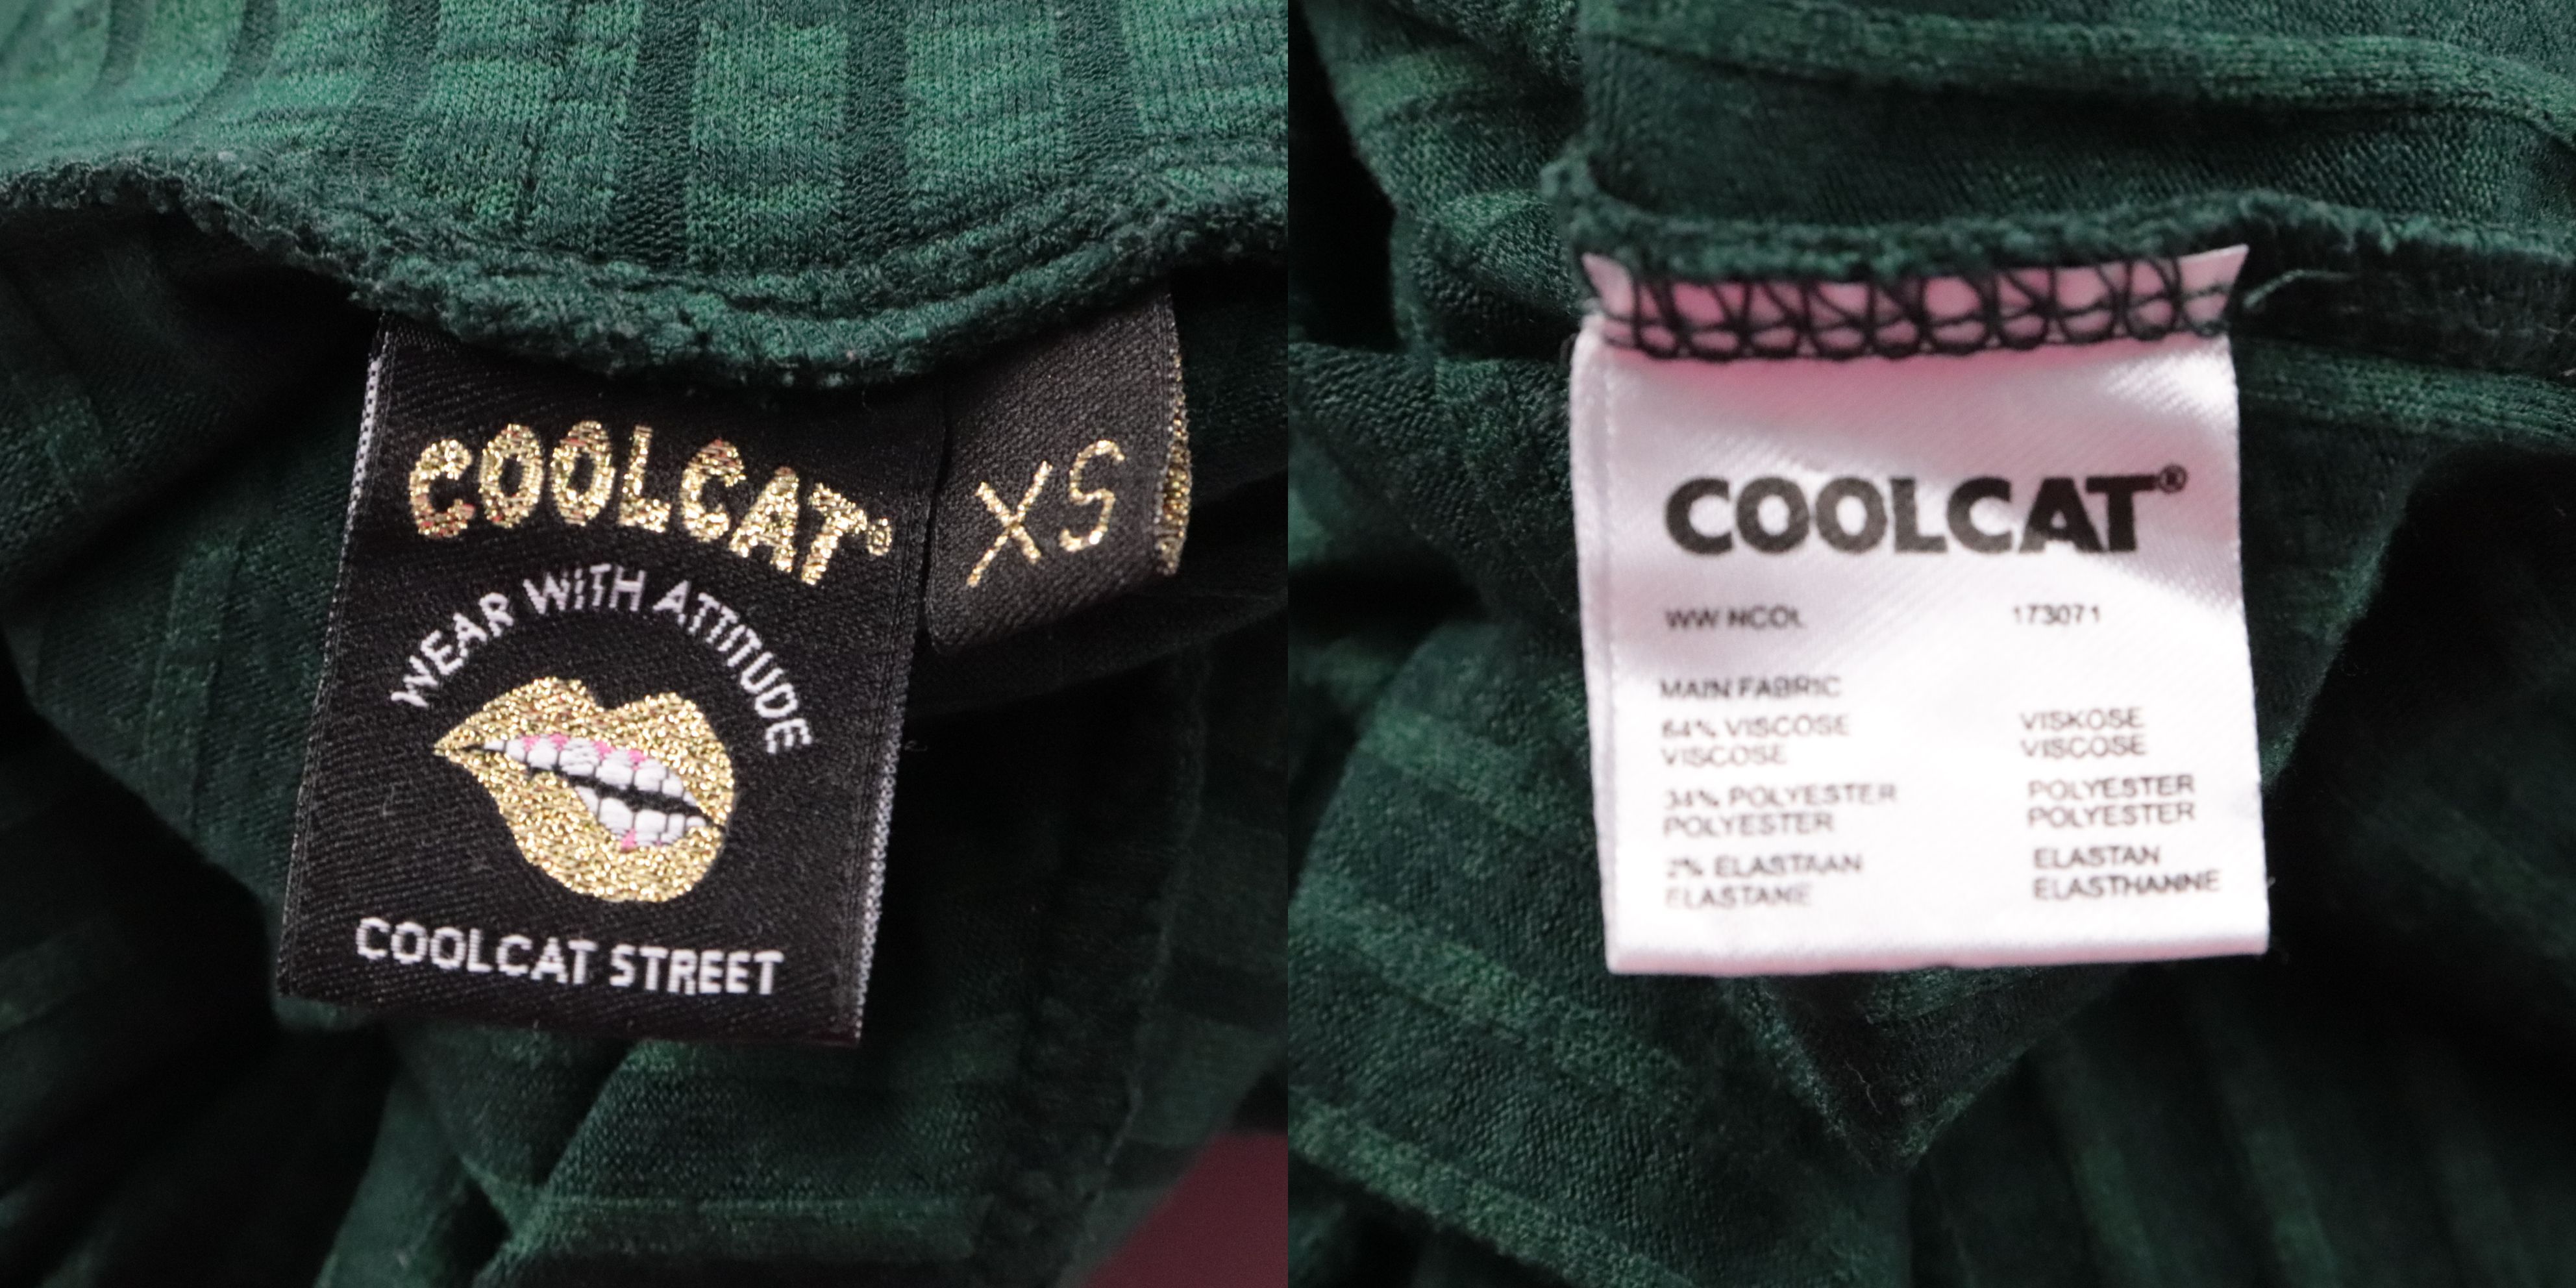 COOLCAT®
XS
WEAR WITH ATTITUDE
COOLCAT STREET
COOLCAT®
WW NCOL 173071
MAIN FABRIC
64% VISCOSE VISKOSE
VISCOSE VISCOSE
34% POLYESTER POLYESTER
POLYESTER POLYESTER
2% ELASTAAN ELASTAN
ELASTANE ELASTHANNE